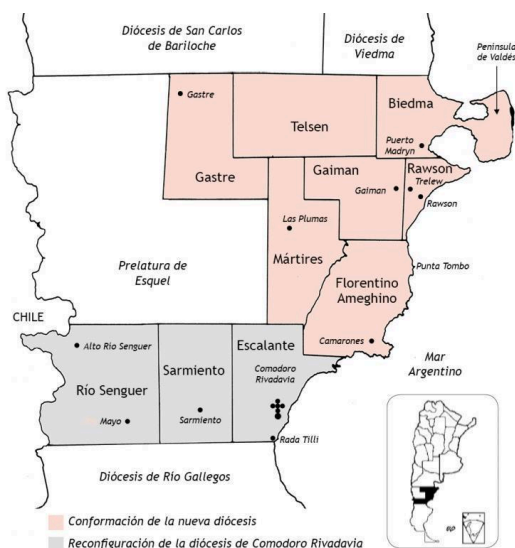 Diócesis de San Carlos
de Bariloche
Diócesis de
Viedma
Península
de Valdés
Gastre
Biedma
Telsen
Puerto
Madryn
Gaiman
Rawson
Trelew
Gastre
Gaiman
Rawson
Las Plumas
Prelatura de
Esquel
Mártires
Punta Tombo
Florentino
Ameghino
CHILE
Escalante
Camarones
Alto Río Senguer
Mar
Argentino
Sarmiento
Comodoro
Rivadavia
Río Senguer
Mayo
Sarmiento
Rada Tilli
Diócesis de Río Gallegos
Conformación de la nueva diócesis
Reconfiguración de la diócesis de Comodoro Rivadavia